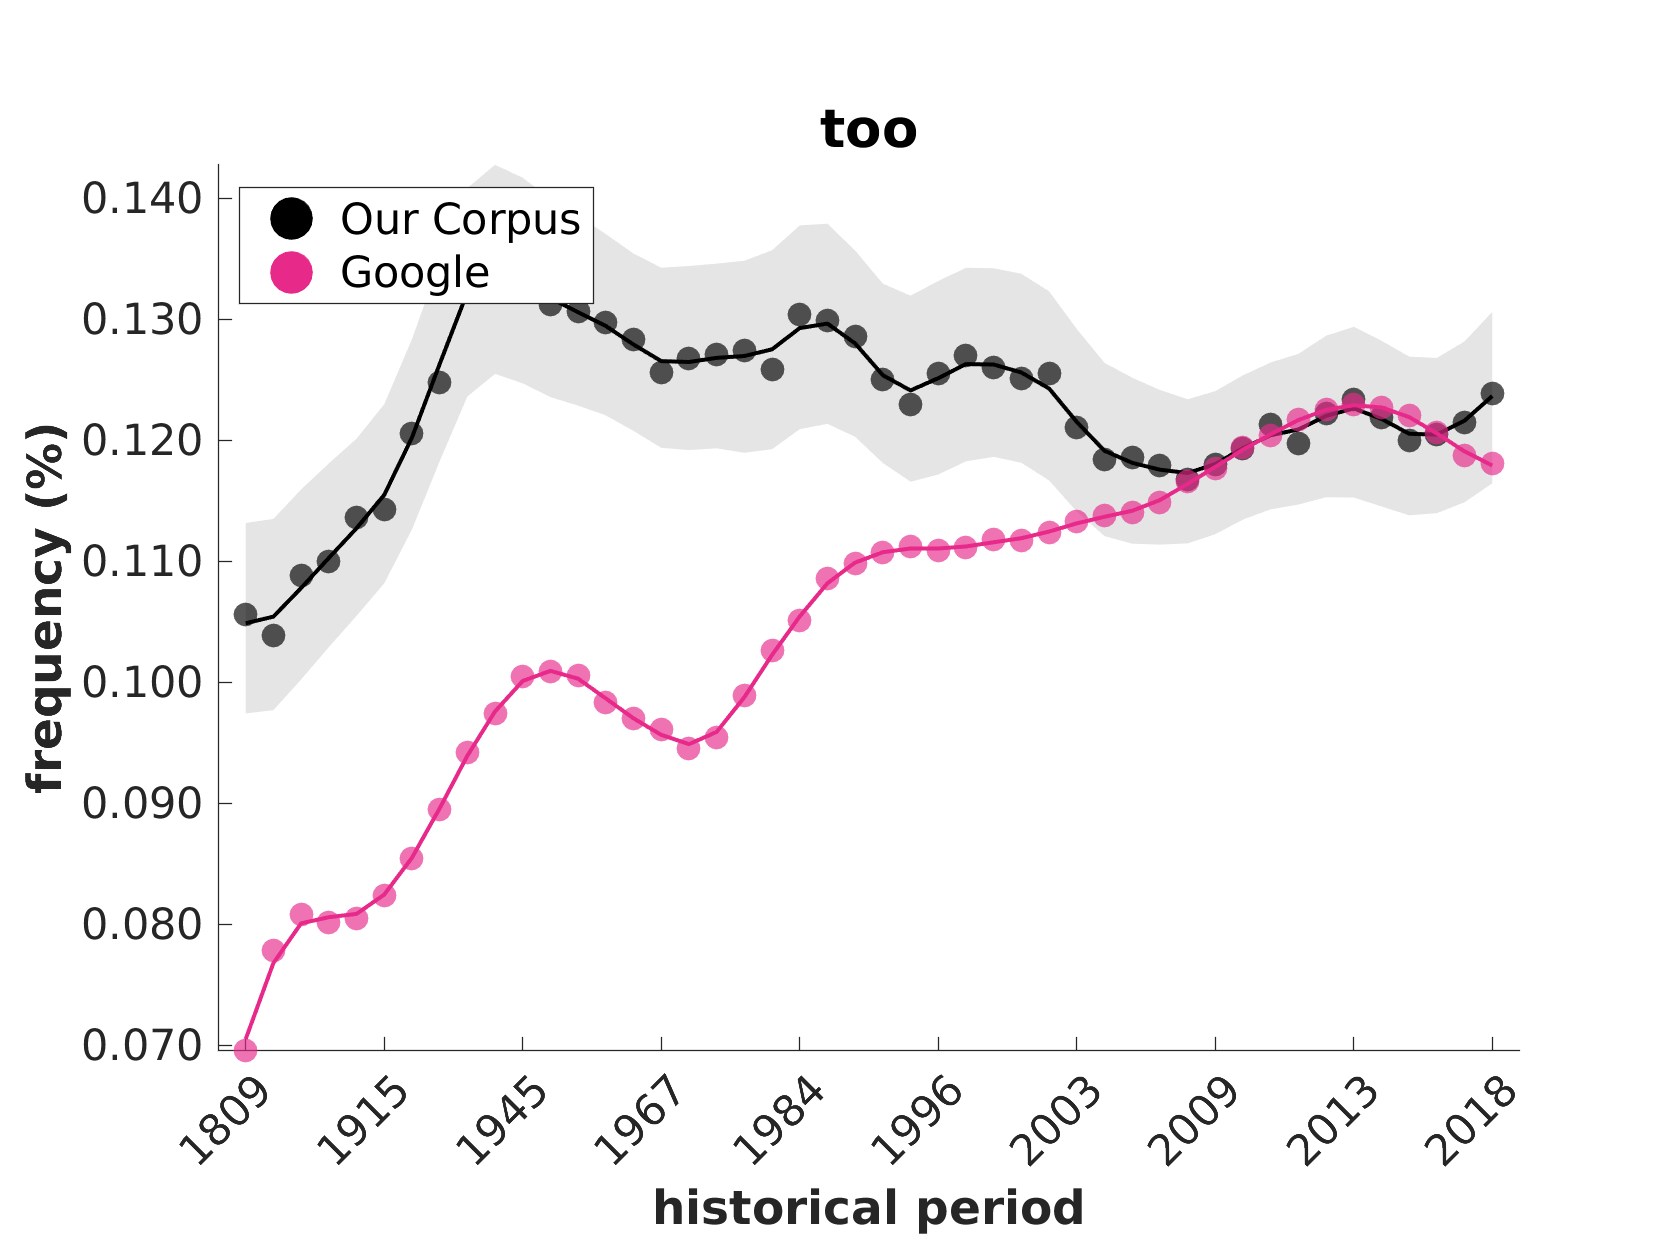 too
Our Corpus
Google
frequency (%)
0.140
0.130
0.120
0.110
0.100
0.090
0.080
0.070
1809 1915 1945 1967 1984 1996 2003 2009 2013 2018
historical period